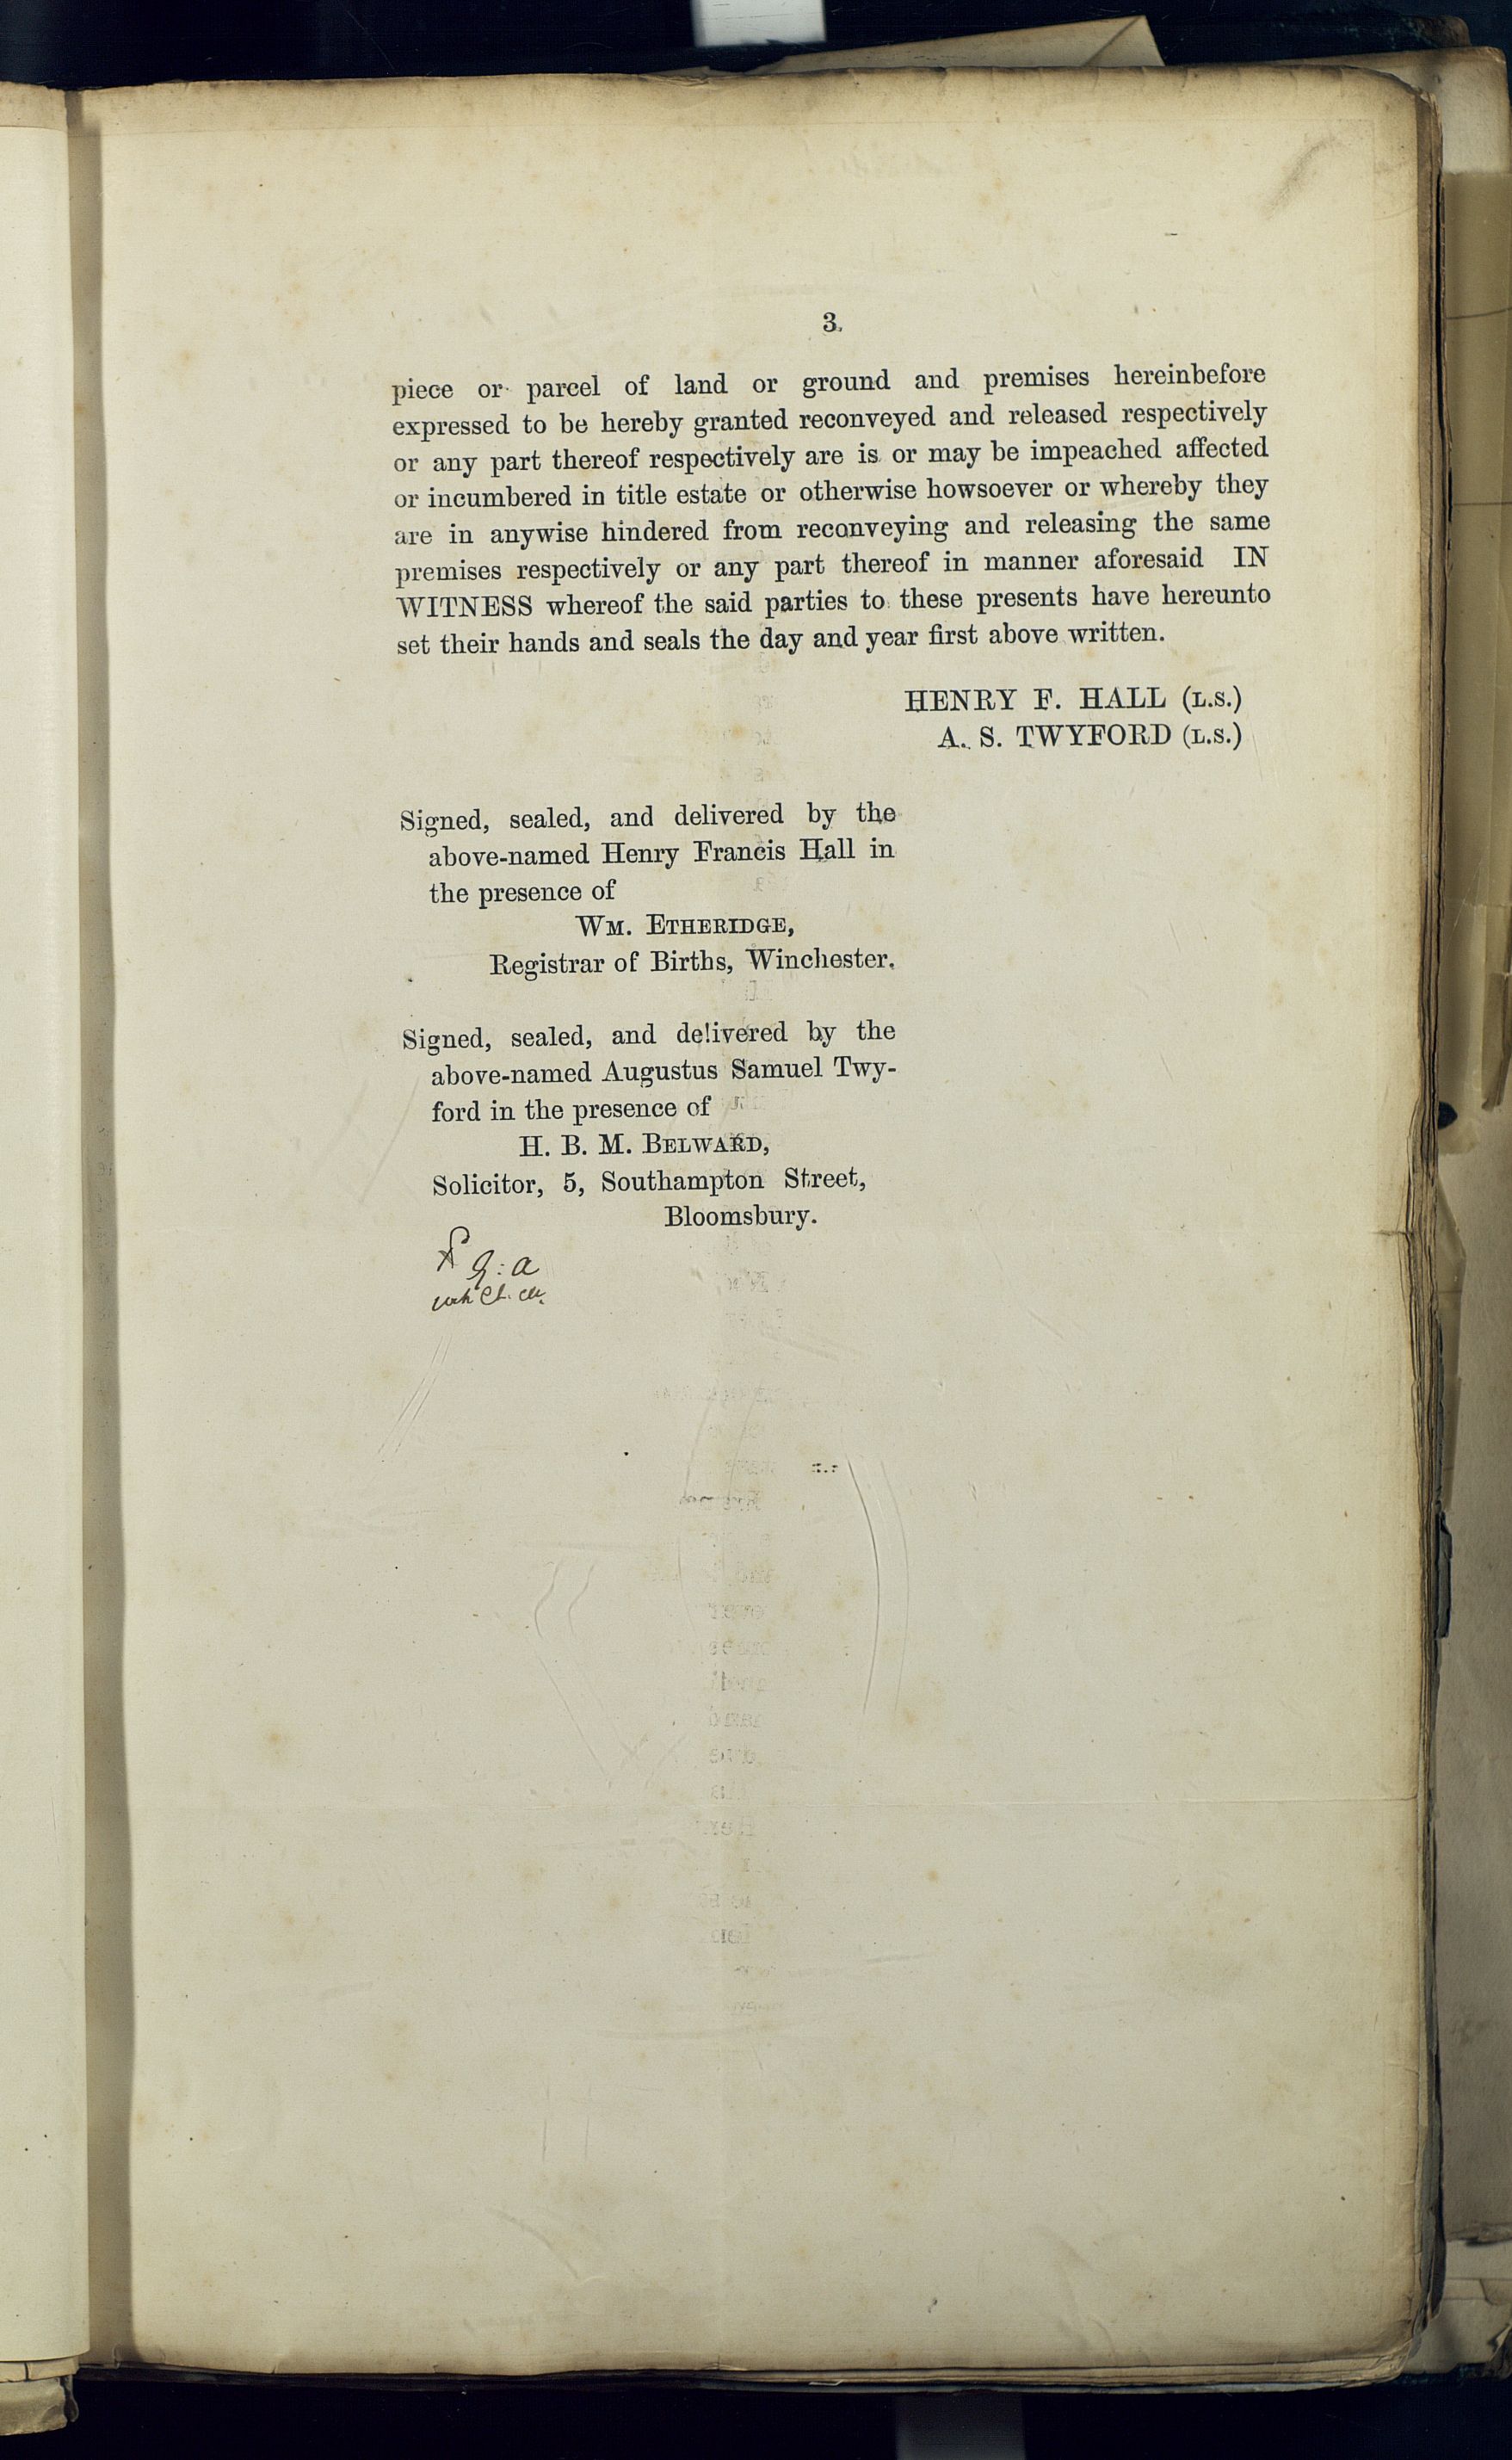 3.
piece or parcel of land or ground and premises hereinbefore
expressed to be hereby granted reconveyed and released respectively
or any part thereof respectively are is or may be impeached affected
or incumbered in title estate or otherwise howsoever or whereby they
are in anywise hindered from reconveying and releasing the same
premises respectively or any part thereof in manner aforesaid IN
WITNESS whereof the said parties to these presents have hereunto
set their hands and seals the day and year first above written.
HENRY F. HALL (L.S.)
A. S. TWYFORD (L.S.)
Signed, sealed, and delivered by the
above-named Henry Francis Hall in
the presence of
WM. ETHERIDGE,
Registrar of Births, Winchester.
Signed, sealed, and delivered by the
above-named Augustus Samuel Twy-
ford in the presence of
H. B. M. BELWARD,
Solicitor, 5, Southampton Street,
Bloomsbury.